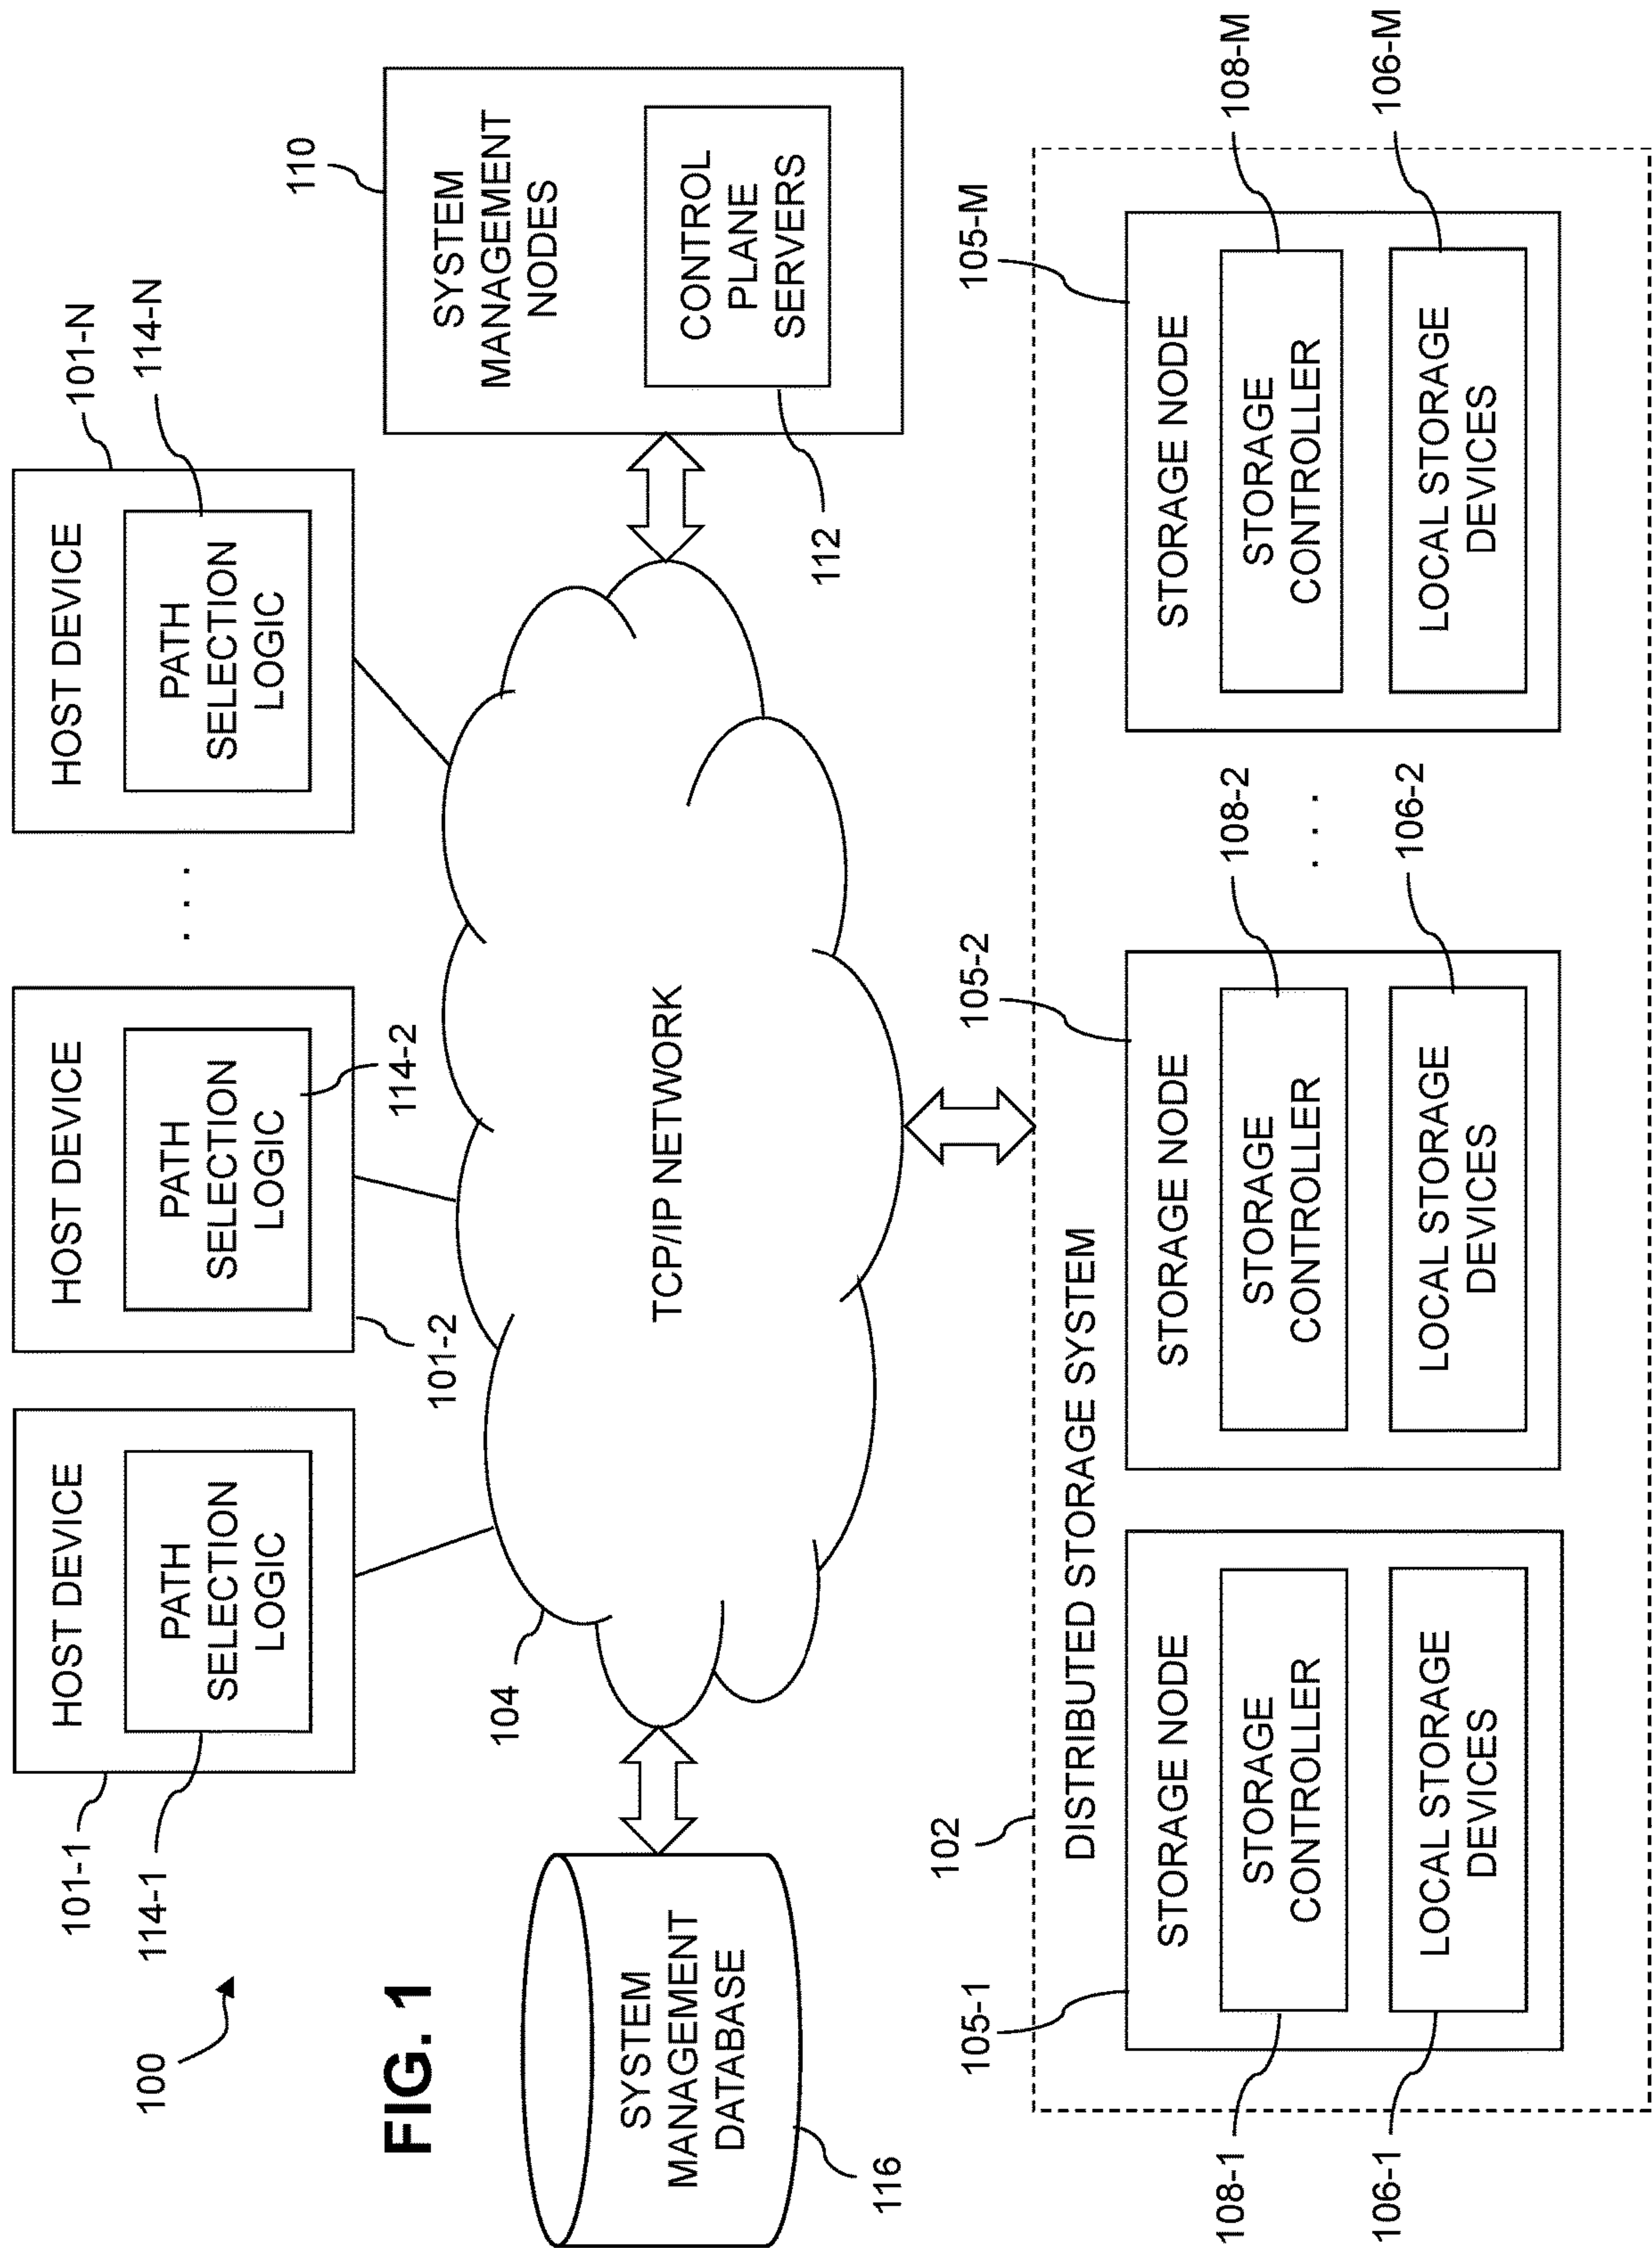 FIG. 1
100
101-1
HOST DEVICE
114-1
PATH
SELECTION
LOGIC
101-2
HOST DEVICE
PATH
SELECTION
LOGIC
114-2
. . .
101-N
HOST DEVICE
114-N
PATH
SELECTION
LOGIC
104
TCP/IP NETWORK
SYSTEM
MANAGEMENT
DATABASE
116
110
SYSTEM
MANAGEMENT
NODES
CONTROL
PLANE
SERVERS
112
102
DISTRIBUTED STORAGE SYSTEM
105-1
STORAGE NODE
STORAGE
CONTROLLER
108-1
LOCAL STORAGE
DEVICES
106-1
105-2
STORAGE NODE
STORAGE
CONTROLLER
108-2
LOCAL STORAGE
DEVICES
106-2
. . .
105-M
STORAGE NODE
STORAGE
CONTROLLER
108-M
LOCAL STORAGE
DEVICES
106-M